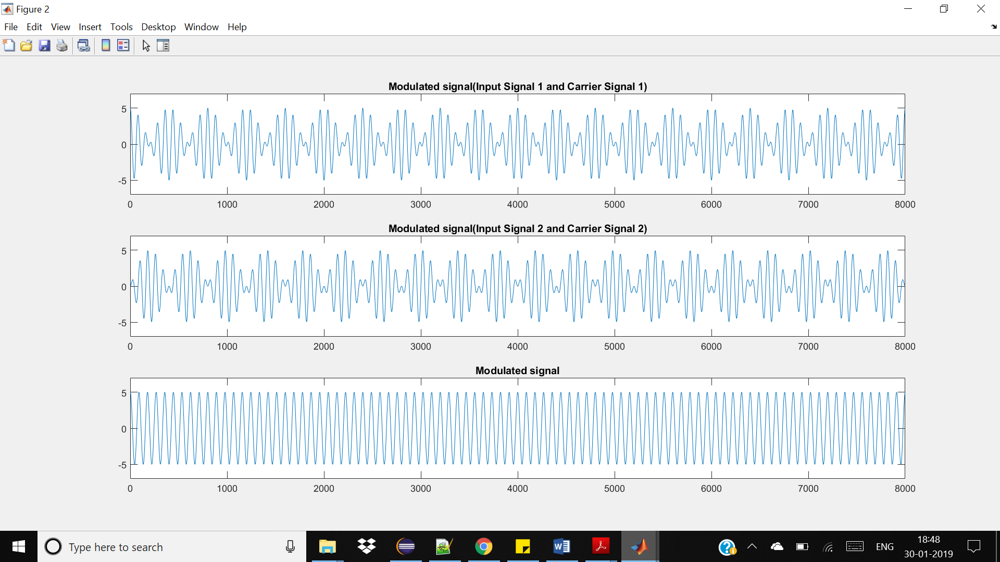 Figure 2
File Edit View Insert Tools Desktop Window Help
Modulated signal(Input Signal 1 and Carrier Signal 1)
5
0
-5
0 1000 2000 3000 4000 5000 6000 7000 8000
Modulated signal(Input Signal 2 and Carrier Signal 2)
5
0
-5
0 1000 2000 3000 4000 5000 6000 7000 8000
Modulated signal
5
0
-5
0 1000 2000 3000 4000 5000 6000 7000 8000
Type here to search
ENG
18:48
30-01-2019